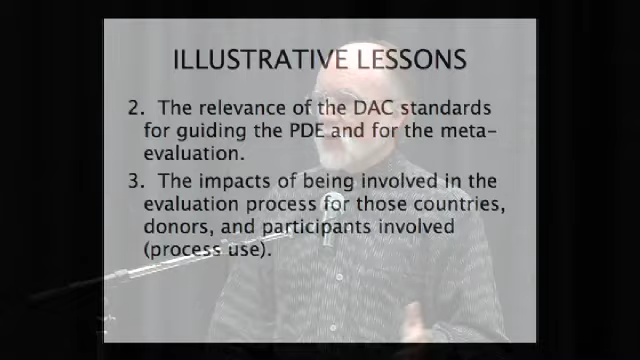 ILLUSTRATIVE LESSONS
2. The relevance of the DAC standards
for guiding the PDE and for the meta-
evaluation.
3. The impacts of being involved in the
evaluation process for those countries,
donors, and participants involved
(process use).